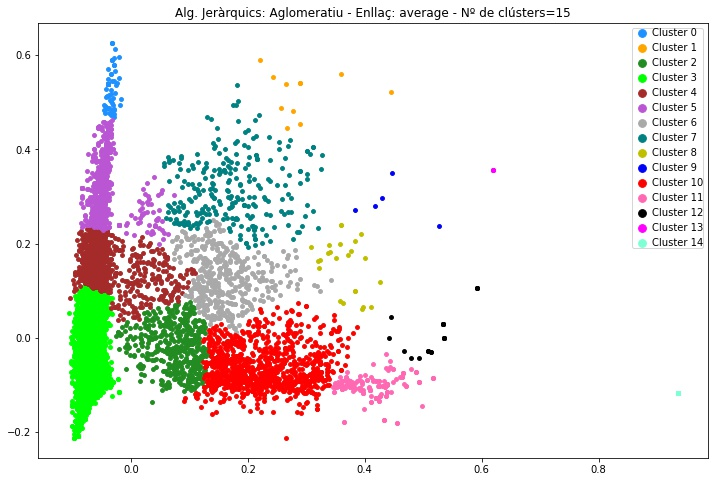 Alg. Jeràrquics: Aglomeratiu - Enllaç: average - Nº de clústers=15
Cluster 0
Cluster 1
Cluster 2
Cluster 3
Cluster 4
Cluster 5
Cluster 6
Cluster 7
Cluster 8
Cluster 9
Cluster 10
Cluster 11
Cluster 12
Cluster 13
Cluster 14
0.6
0.4
0.2
0.0
−0.2
0.0 0.2 0.4 0.6 0.8